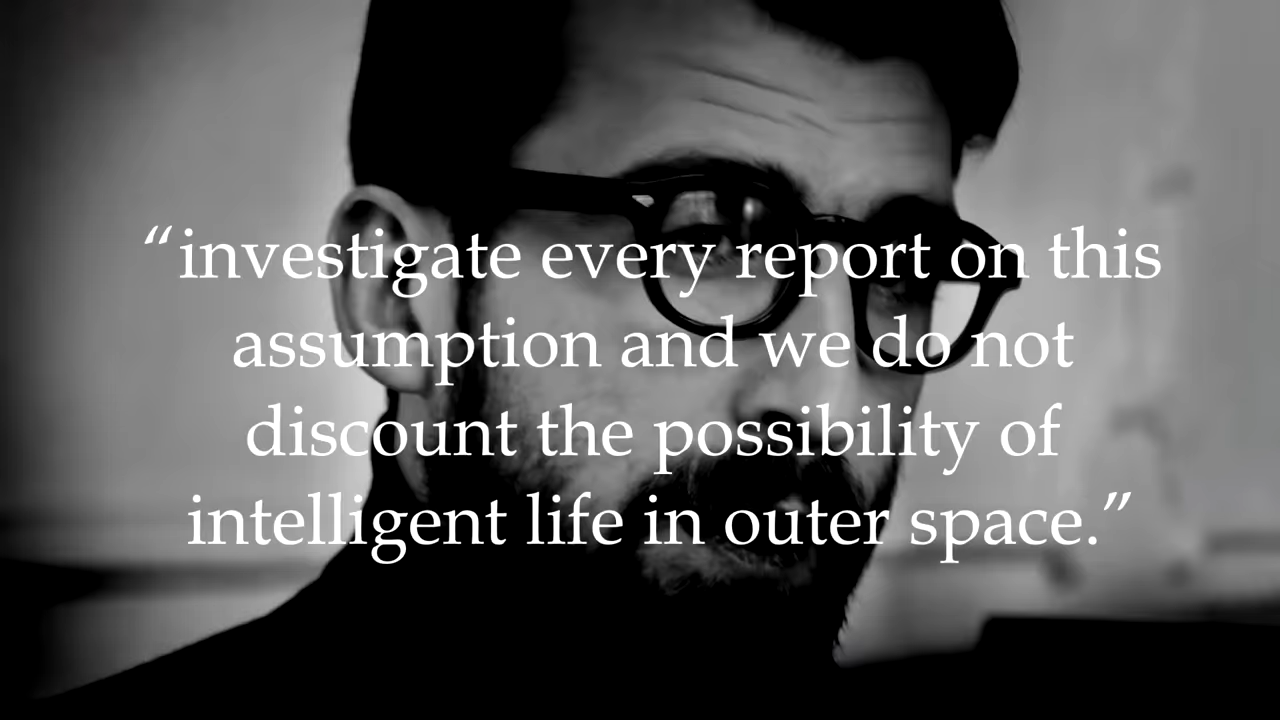 “investigate every report on this
assumption and we do not
discount the possibility of
intelligent life in outer space.”